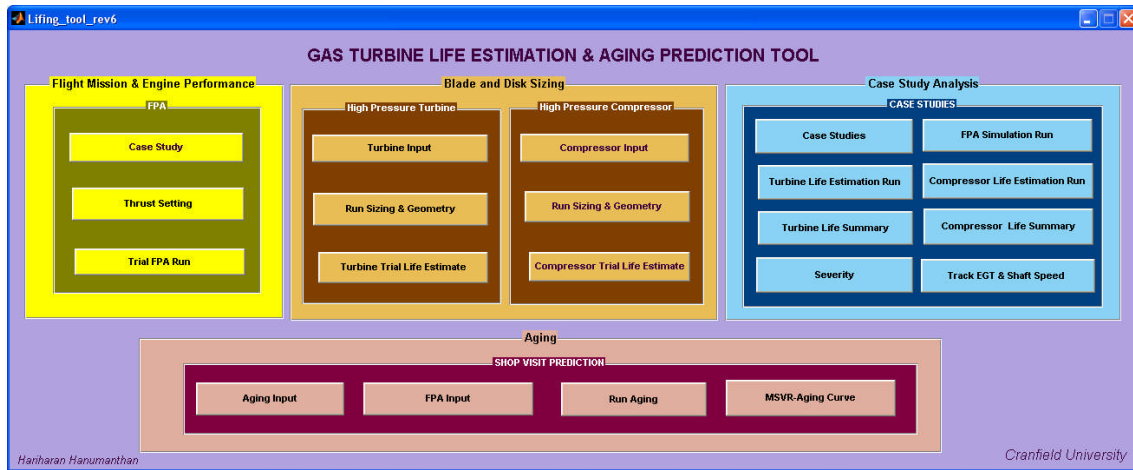 Lifing_tool_rev6
GAS TURBINE LIFE ESTIMATION & AGING PREDICTION TOOL
Flight Mission & Engine Performance
FPA
Case Study
Thrust Setting
Trial FPA Run
Blade and Disk Sizing
High Pressure Turbine
Turbine Input
Run Sizing & Geometry
Turbine Trial Life Estimate
High Pressure Compressor
Compressor Input
Run Sizing & Geometry
Compressor Trial Life Estimate
Case Study Analysis
CASE STUDIES
Case Studies
FPA Simulation Run
Turbine Life Estimation Run
Compressor Life Estimation Run
Turbine Life Summary
Compressor Life Summary
Severity
Track EGT & Shaft Speed
Aging
SHOP VISIT PREDICTION
Aging Input
FPA Input
Run Aging
MSVR-Aging Curve
Hariharan Hanumanthan
Cranfield University